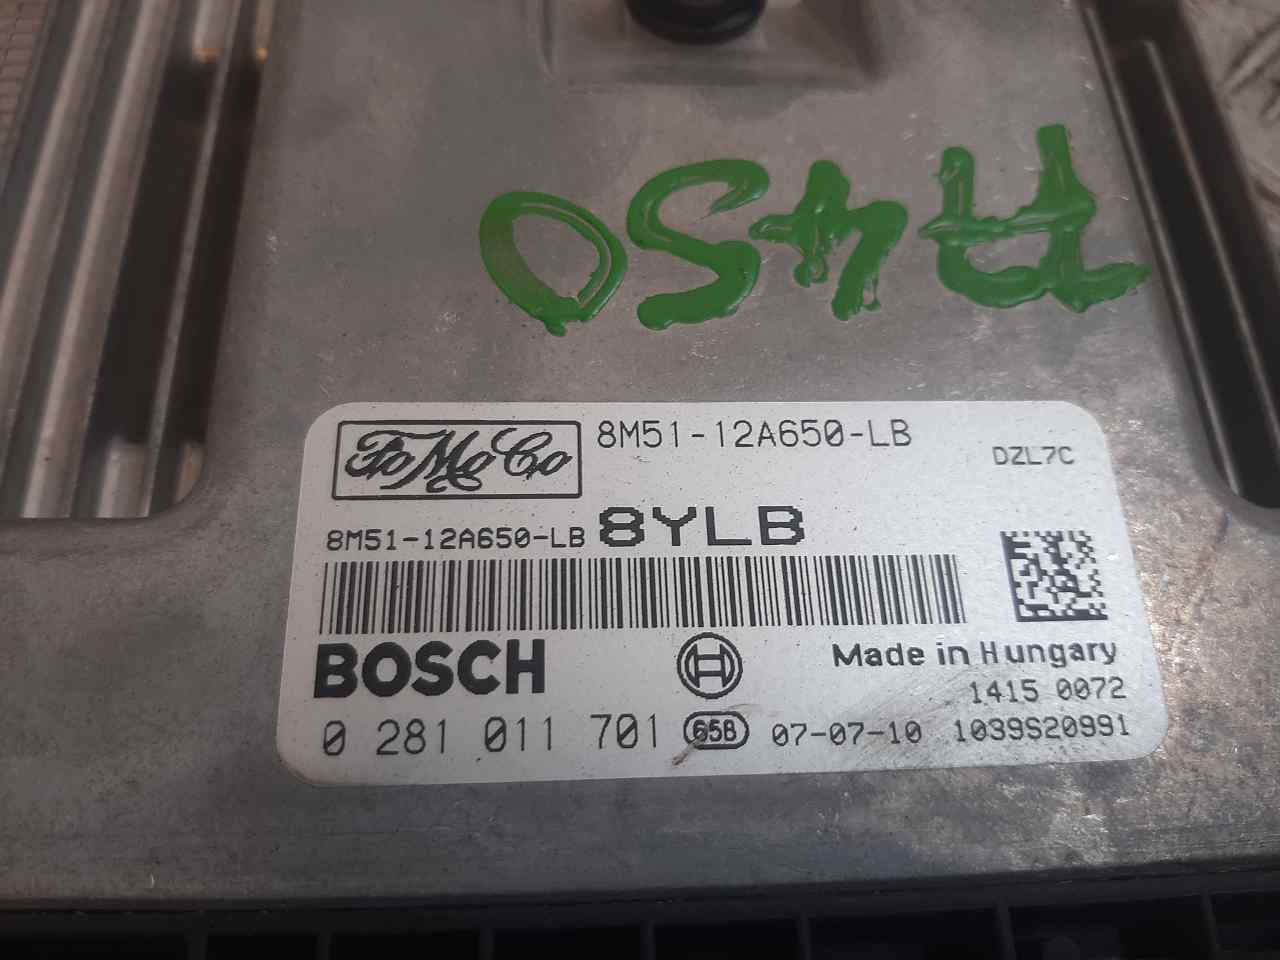 FoMoCo
8M51-12A650-LB
DZL7C
8M51-12A650-LB 8YLB
BOSCH
Made in Hungary
1415 0072
0 281 011 701 65B 07-07-10 1039S20991